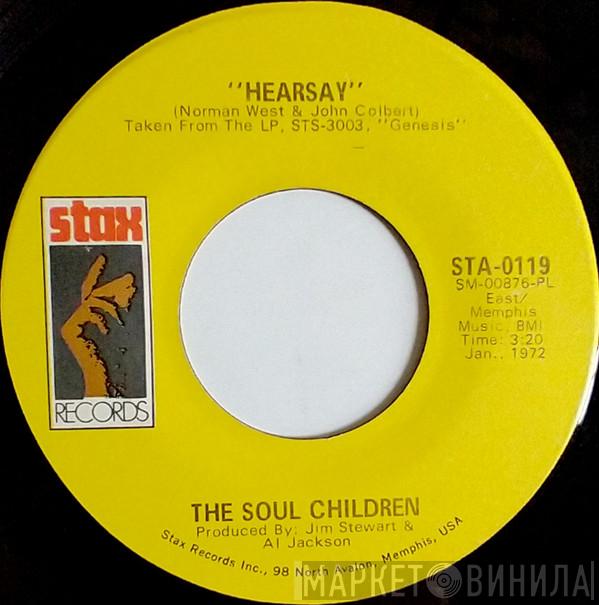 "HEARSAY"
(Norman West & John Colbert)
Taken From The LP, STS-3003, "Genesis"
stax
RECORDS
STA-0119
SM-00876-PL
East/
Memphis
Music, BMI
Time: 3:20
Jan., 1972
THE SOUL CHILDREN
Produced By: Jim Stewart &
Al Jackson
Stax Records Inc., 98 North Avalon, Memphis, USA
МАРКЕТ ВИНИЛА